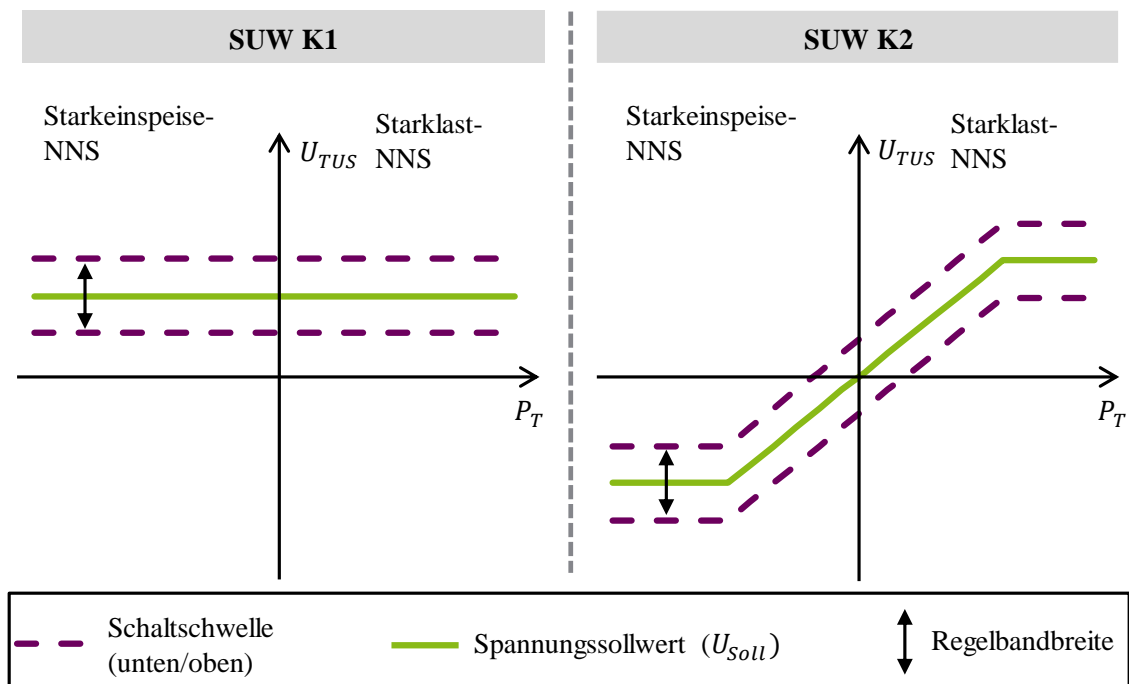 SUW K1
Starkeinspeise-
NNS
U_TUS
Starklast-
NNS
P_T
SUW K2
Starkeinspeise-
NNS
U_TUS
Starklast-
NNS
P_T
Schaltschwelle
(unten/oben)
Spannungssollwert (U_Soll)
Regelbandbreite